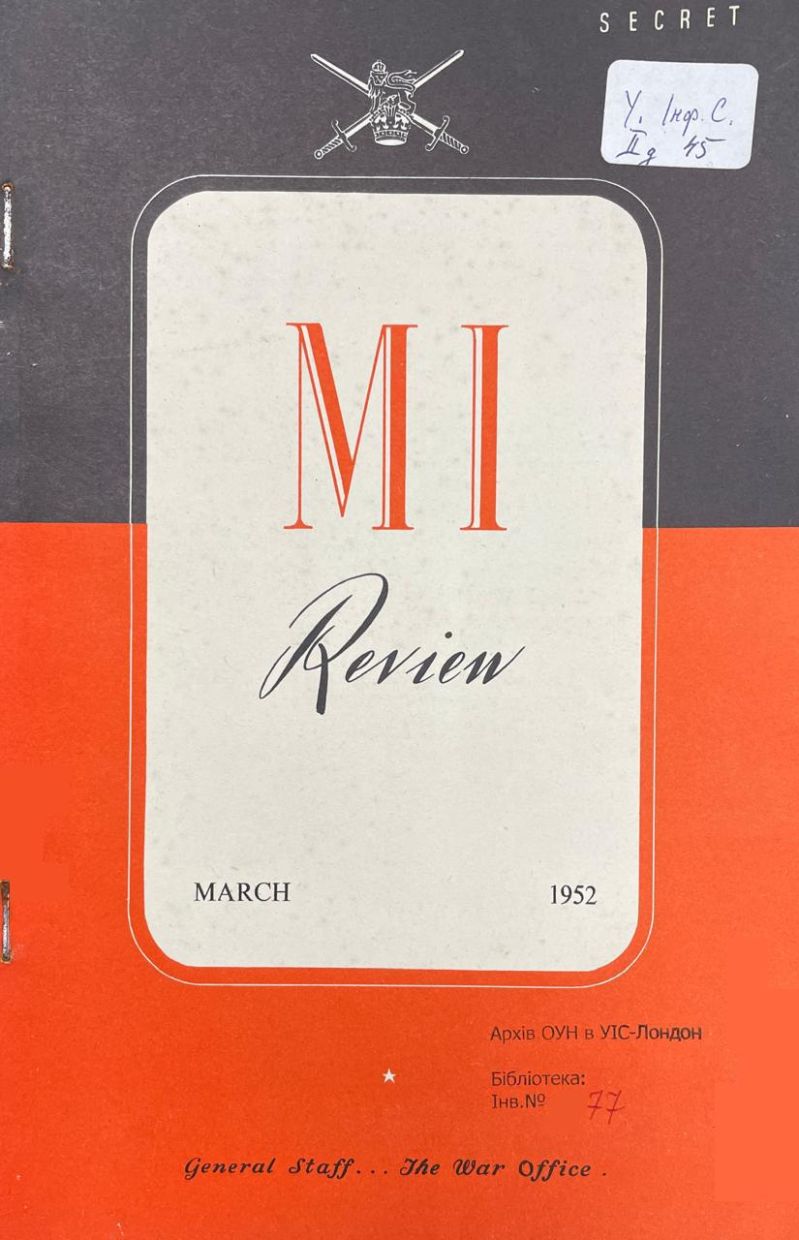 SECRET
У. Інф. С.
II д 45
MI
Review
MARCH 1952
Архів ОУН в УІС-Лондон
Бібліотека:
Інв.№ 77
General Staff... The War Office .